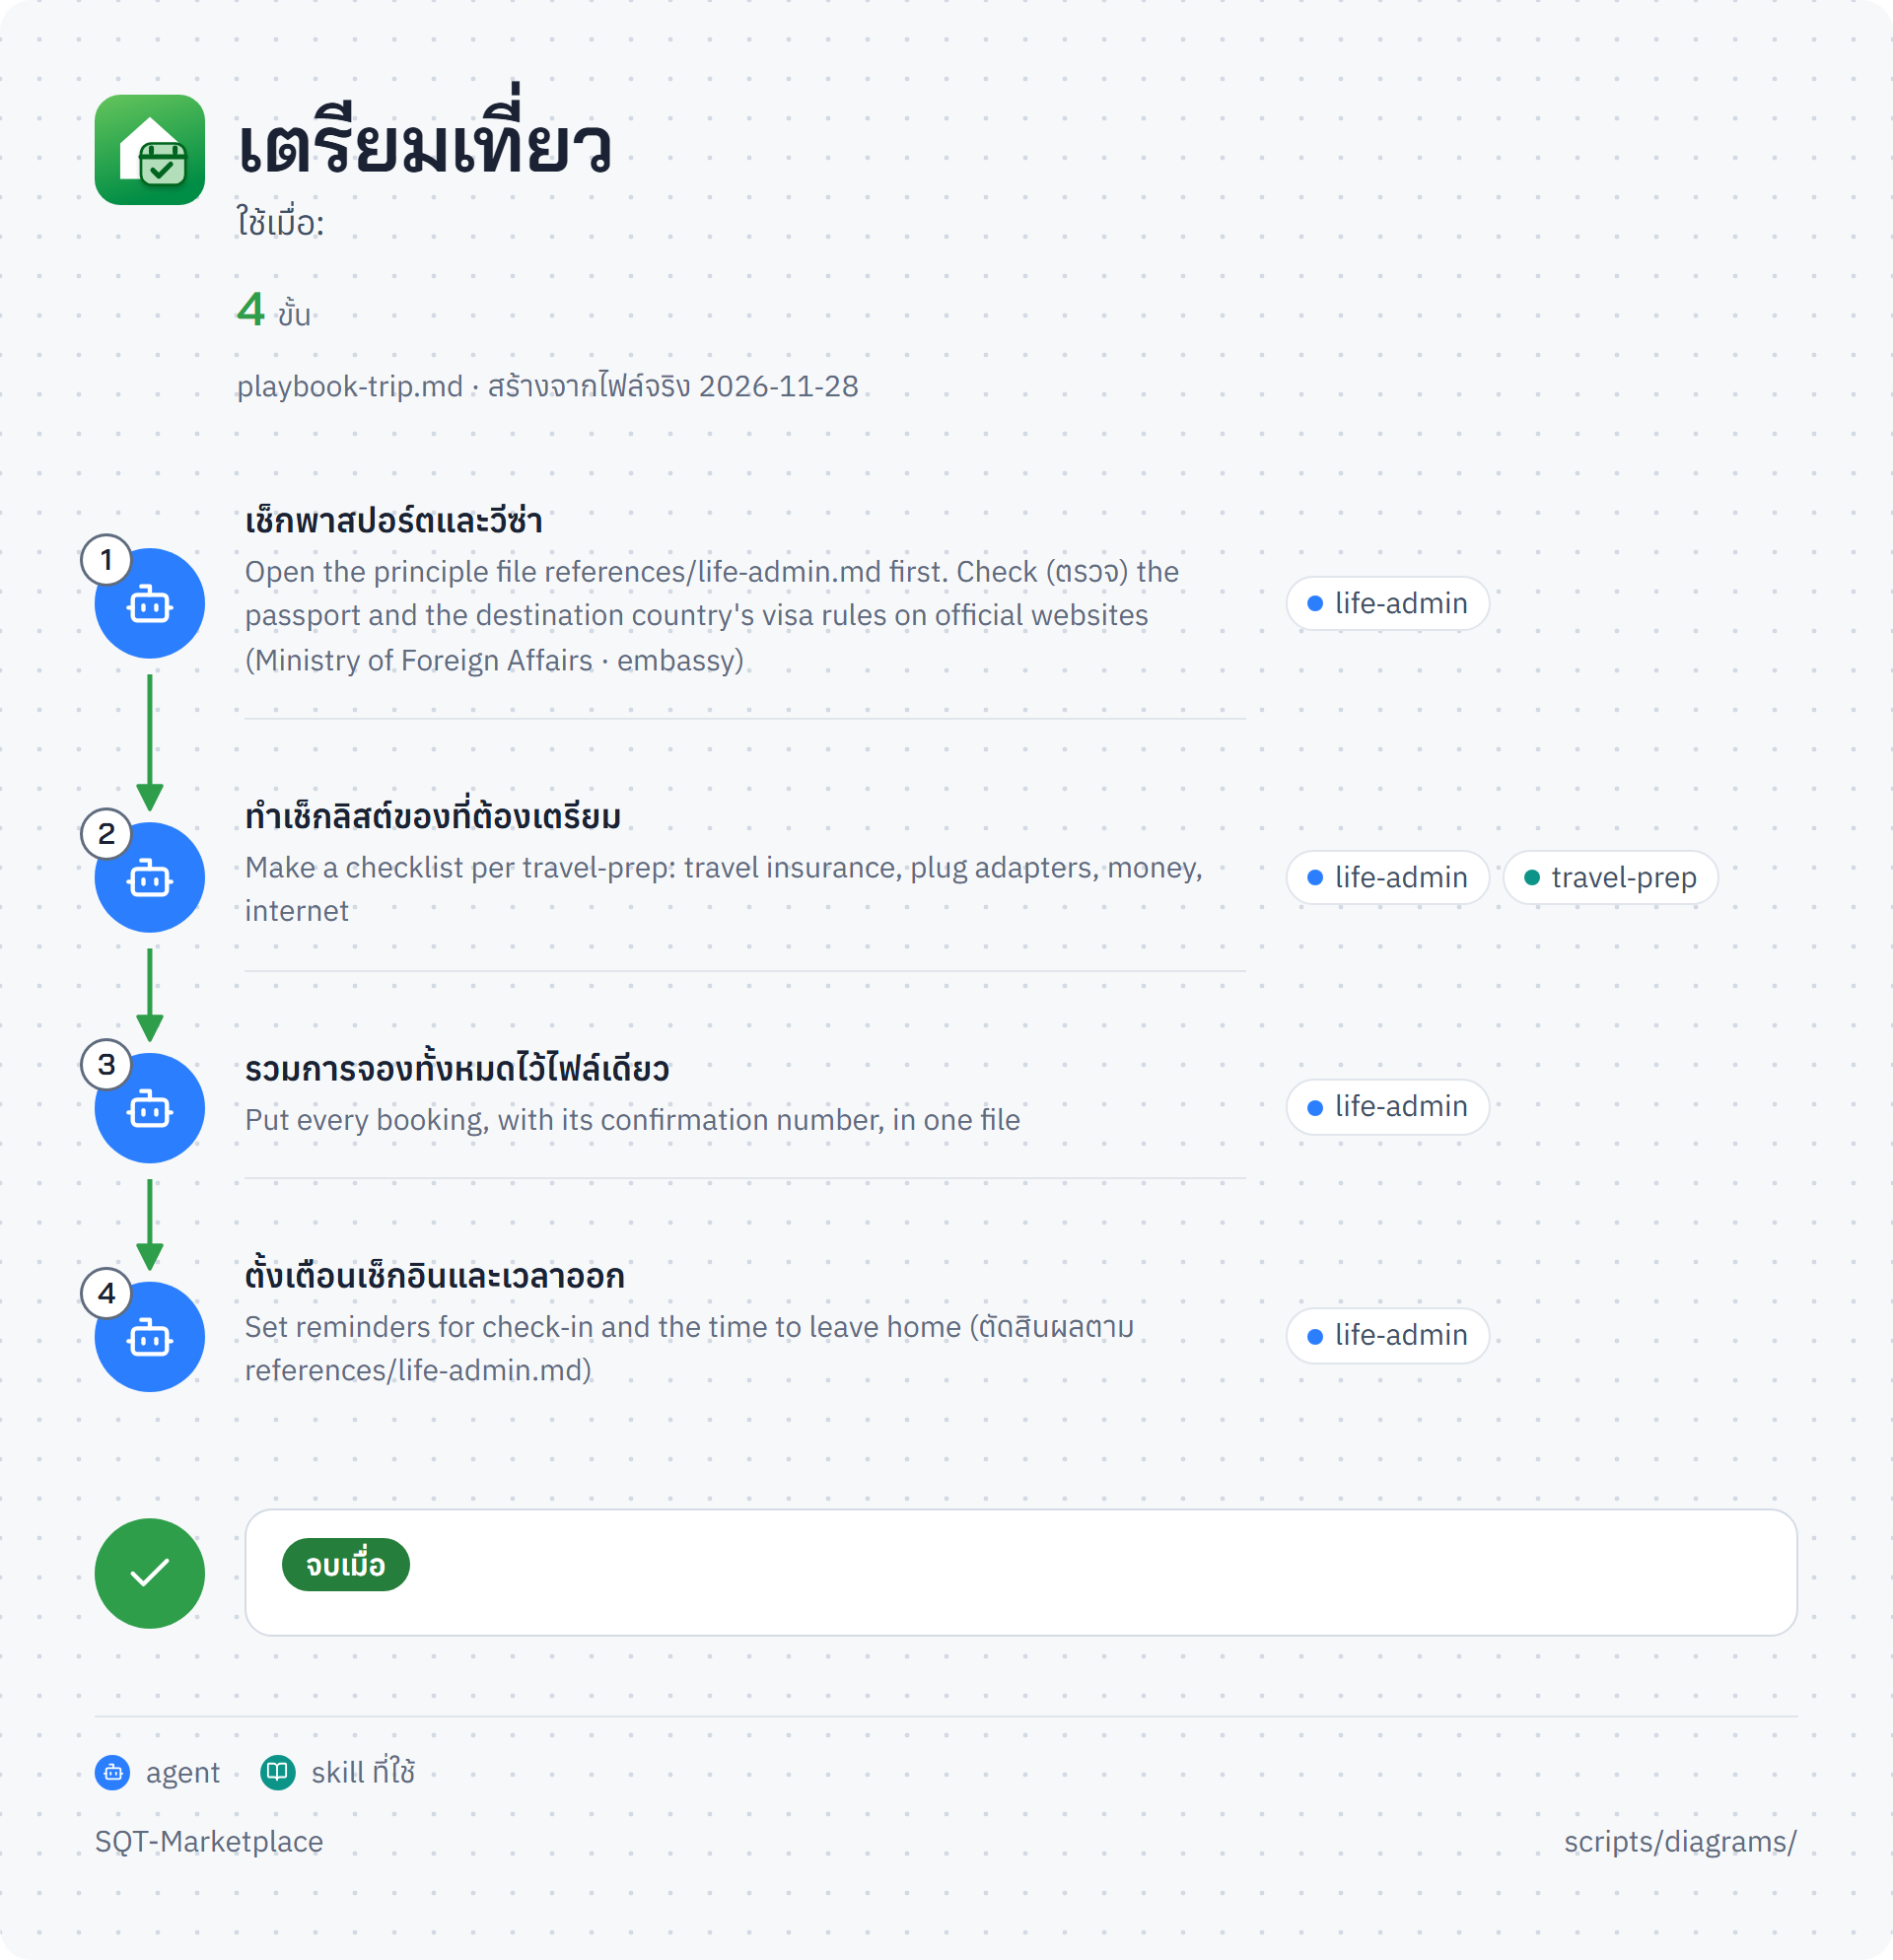 เตรียมเที่ยว
ใช้เมื่อ:
4 ขั้น
playbook-trip.md · สร้างจากไฟล์จริง 2026-11-28
เช็กพาสปอร์ตและวีซ่า
1
Open the principle file references/life-admin.md first. Check (ตรวจ) the
passport and the destination country's visa rules on official websites
(Ministry of Foreign Affairs · embassy)
life-admin
ทำเช็กลิสต์ของที่ต้องเตรียม
2
Make a checklist per travel-prep: travel insurance, plug adapters, money,
internet
life-admin
travel-prep
รวมการจองทั้งหมดไว้ไฟล์เดียว
3
Put every booking, with its confirmation number, in one file
life-admin
ตั้งเตือนเช็กอินและเวลาออก
4
Set reminders for check-in and the time to leave home (ตัดสินผลตาม
references/life-admin.md)
life-admin
จบเมื่อ
agent
skill ที่ใช้
SQT-Marketplace
scripts/diagrams/